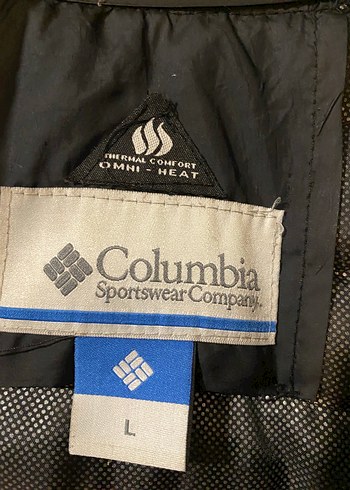 THERMAL COMFORT
OMNI - HEAT
Columbia
Sportswear Company
L